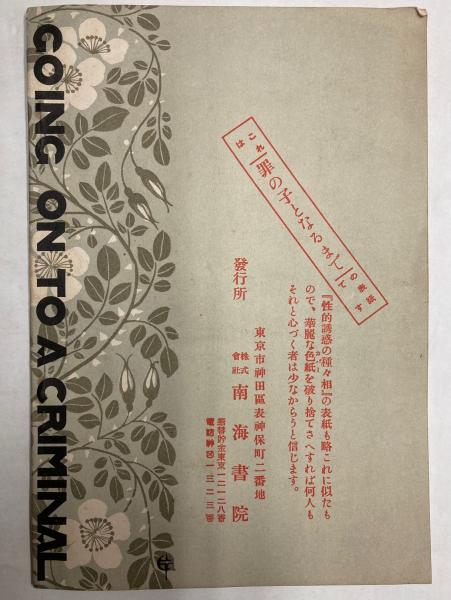 GOING ON TO A CRIMINAL
これは『罪の子となるまで』の表紙です
『性的誘惑の種々相』の表紙も略これに似たも
ので、華麗な色紙を破り捨てさへすれば何人も
それと心づく者は少なからうと信じます。
發行所
東京市神田區表神保町二番地
株式會社 南海書院
振替貯金東京一二一二八番
電話神田一三二三番